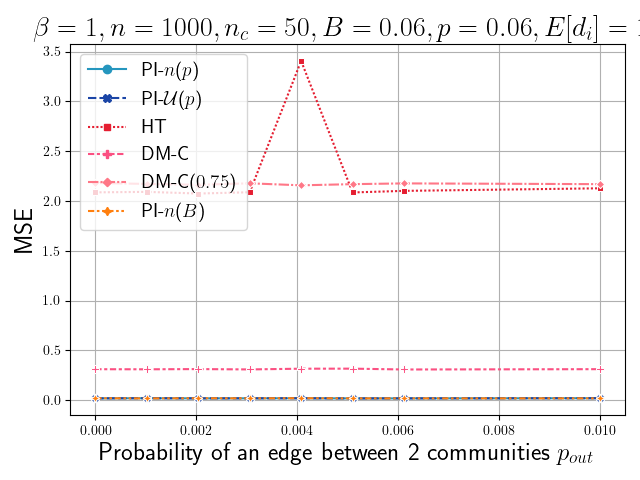 β = 1, n = 1000, n_c = 50, B = 0.06, p = 0.06, E[d_i] =
3.5
3.0
2.5
2.0
1.5
1.0
0.5
0.0
MSE
PI-n(p)
PI-𝒰(p)
HT
DM-C
DM-C(0.75)
PI-n(B)
0.000 0.002 0.004 0.006 0.008 0.010
Probability of an edge between 2 communities p_out